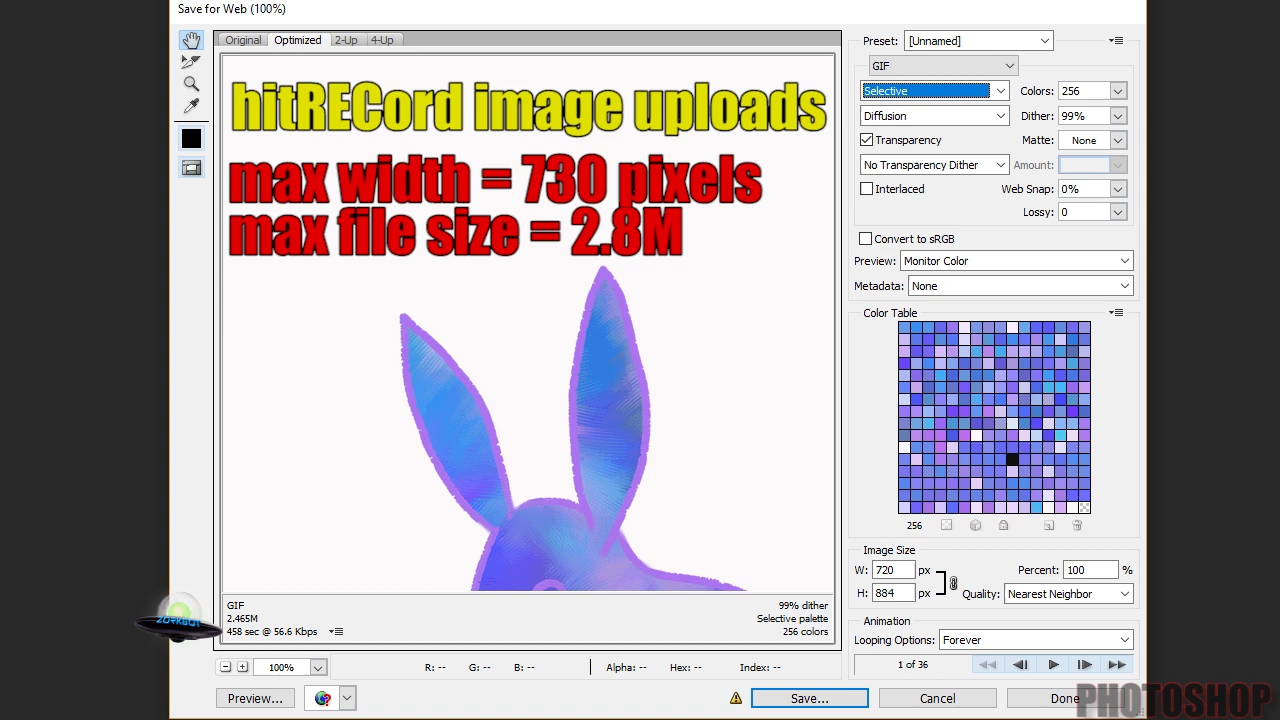 Save for Web (100%)
Original Optimized 2-Up 4-Up
hitRECord image uploads
max width = 730 pixels
max file size = 2.8M
GIF
2.465M
458 sec @ 56.6 Kbps
99% dither
Selective palette
256 colors
100%
R: -- G: -- B: -- Alpha: -- Hex: -- Index: --
Preview... Save... Cancel Done
Preset: [Unnamed]
GIF
Selective Colors: 256
Diffusion Dither: 99%
Transparency Matte: None
No Transparency Dither Amount:
Interlaced Web Snap: 0%
Lossy: 0
Convert to sRGB
Preview: Monitor Color
Metadata: None
Color Table
256
Image Size
W: 720 px Percent: 100 %
H: 884 px Quality: Nearest Neighbor
Animation
Looping Options: Forever
1 of 36
PHOTOSHOP